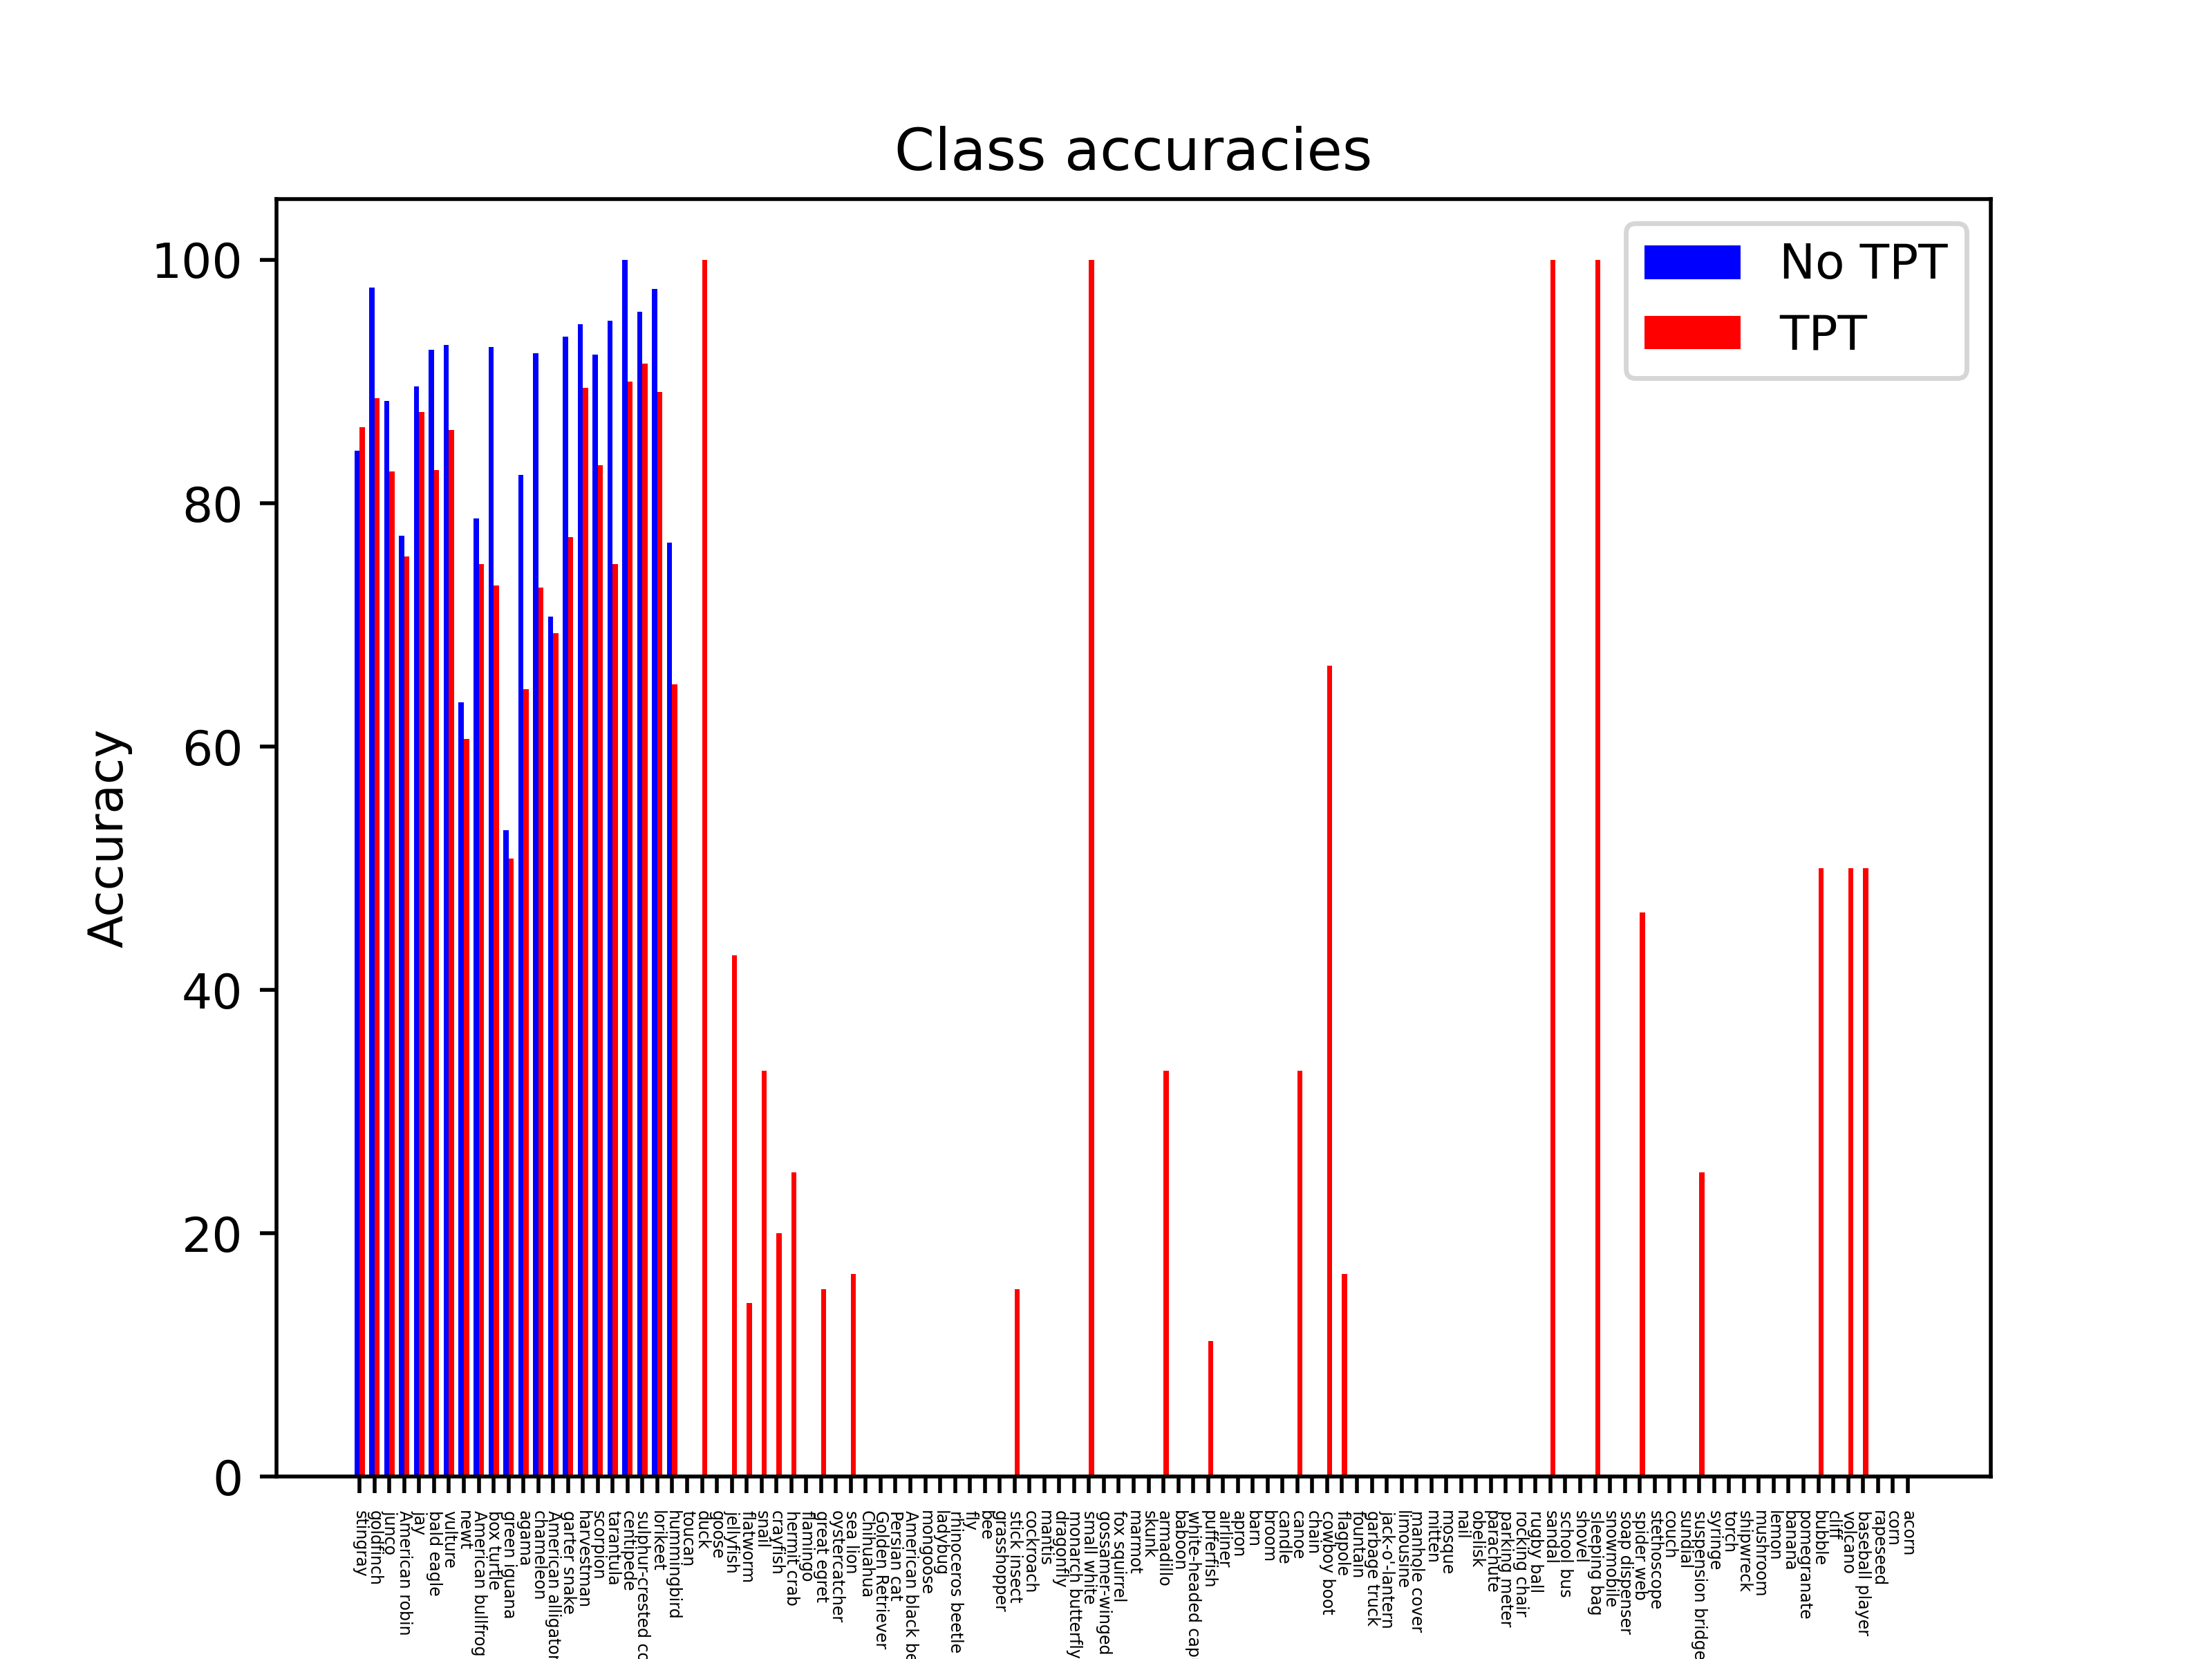 Class accuracies
No TPT
TPT
Accuracy
100
80
60
40
20
0
stingray
goldfinch
junco
American robin
jay
bald eagle
vulture
newt
American bullfrog
box turtle
green iguana
agama
chameleon
American alligator
garter snake
harvestman
scorpion
tarantula
centipede
sulphur-crested co
lorikeet
hummingbird
toucan
duck
goose
jellyfish
flatworm
snail
crayfish
hermit crab
flamingo
great egret
oystercatcher
sea lion
Chihuahua
Golden Retriever
Persian cat
American black be
mongoose
ladybug
rhinoceros beetle
fly
bee
grasshopper
stick insect
cockroach
mantis
dragonfly
monarch butterfly
small white
gossamer-winged
fox squirrel
marmot
skunk
armadillo
baboon
white-headed cap
pufferfish
airliner
apron
barn
broom
candle
canoe
chain
cowboy boot
flagpole
fountain
garbage truck
jack-o'-lantern
limousine
manhole cover
mitten
mosque
nail
obelisk
parachute
parking meter
rocking chair
rugby ball
sandal
school bus
shovel
sleeping bag
snowmobile
soap dispenser
spider web
stethoscope
couch
sundial
suspension bridge
syringe
torch
shipwreck
mushroom
lemon
banana
pomegranate
bubble
cliff
volcano
baseball player
rapeseed
corn
acorn